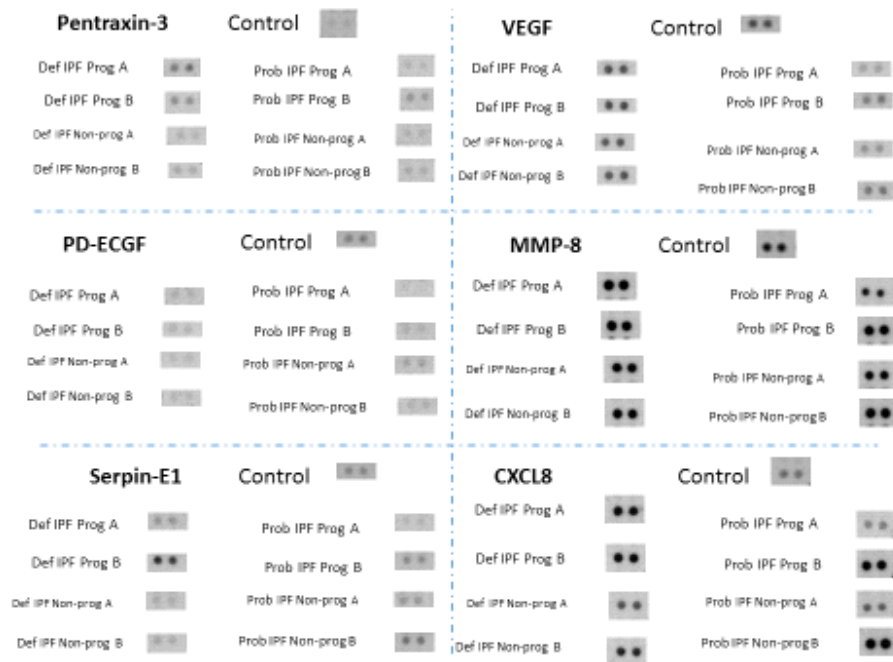 Pentraxin-3 Control
Def IPF Prog A Prob IPF Prog A
Def IPF Prog B Prob IPF Prog B
Def IPF Non-prog A Prob IPF Non-prog A
Def IPF Non-prog B Prob IPF Non-prog B
VEGF Control
Def IPF Prog A Prob IPF Prog A
Def IPF Prog B Prob IPF Prog B
Def IPF Non-prog A Prob IPF Non-prog A
Def IPF Non-prog B Prob IPF Non-prog B
PD-ECGF Control
Def IPF Prog A Prob IPF Prog A
Def IPF Prog B Prob IPF Prog B
Def IPF Non-prog A Prob IPF Non-prog A
Def IPF Non-prog B Prob IPF Non-prog B
MMP-8 Control
Def IPF Prog A Prob IPF Prog A
Def IPF Prog B Prob IPF Prog B
Def IPF Non-prog A Prob IPF Non-prog A
Def IPF Non-prog B Prob IPF Non-prog B
Serpin-E1 Control
Def IPF Prog A Prob IPF Prog A
Def IPF Prog B Prob IPF Prog B
Def IPF Non-prog A Prob IPF Non-prog A
Def IPF Non-prog B Prob IPF Non-prog B
CXCL8 Control
Def IPF Prog A Prob IPF Prog A
Def IPF Prog B Prob IPF Prog B
Def IPF Non-prog A Prob IPF Non-prog A
Def IPF Non-prog B Prob IPF Non-prog B